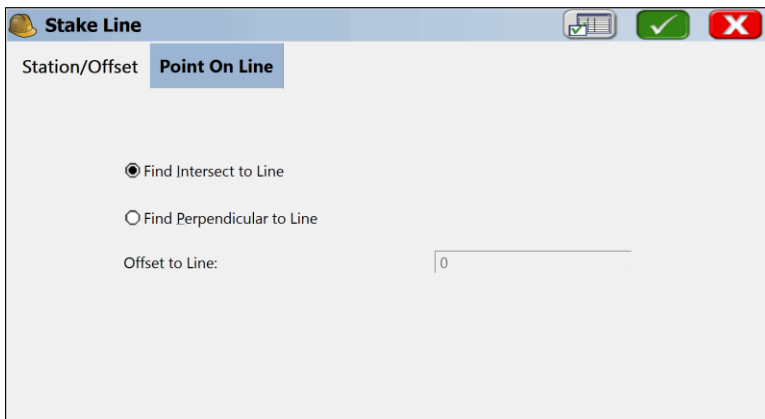 Stake Line
Station/Offset Point On Line
Find Intersect to Line
Find Perpendicular to Line
Offset to Line: 0